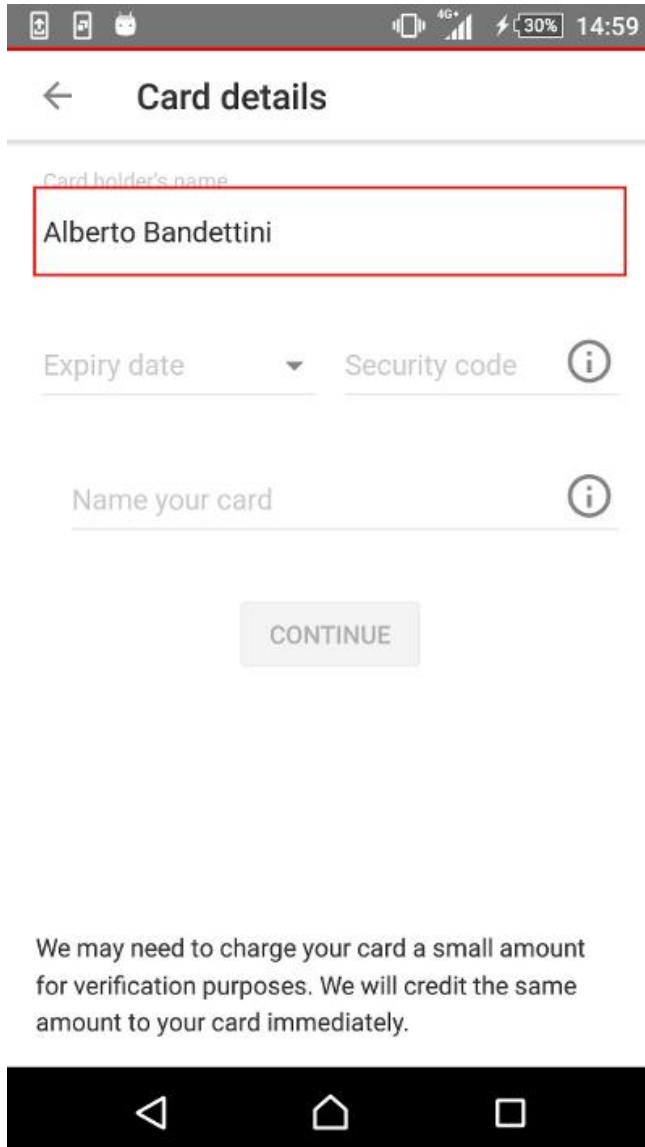 4G+
30%
14:59
Card details
Card holder's name
Alberto Bandettini
Expiry date
Security code
Name your card
CONTINUE
We may need to charge your card a small amount
for verification purposes. We will credit the same
amount to your card immediately.